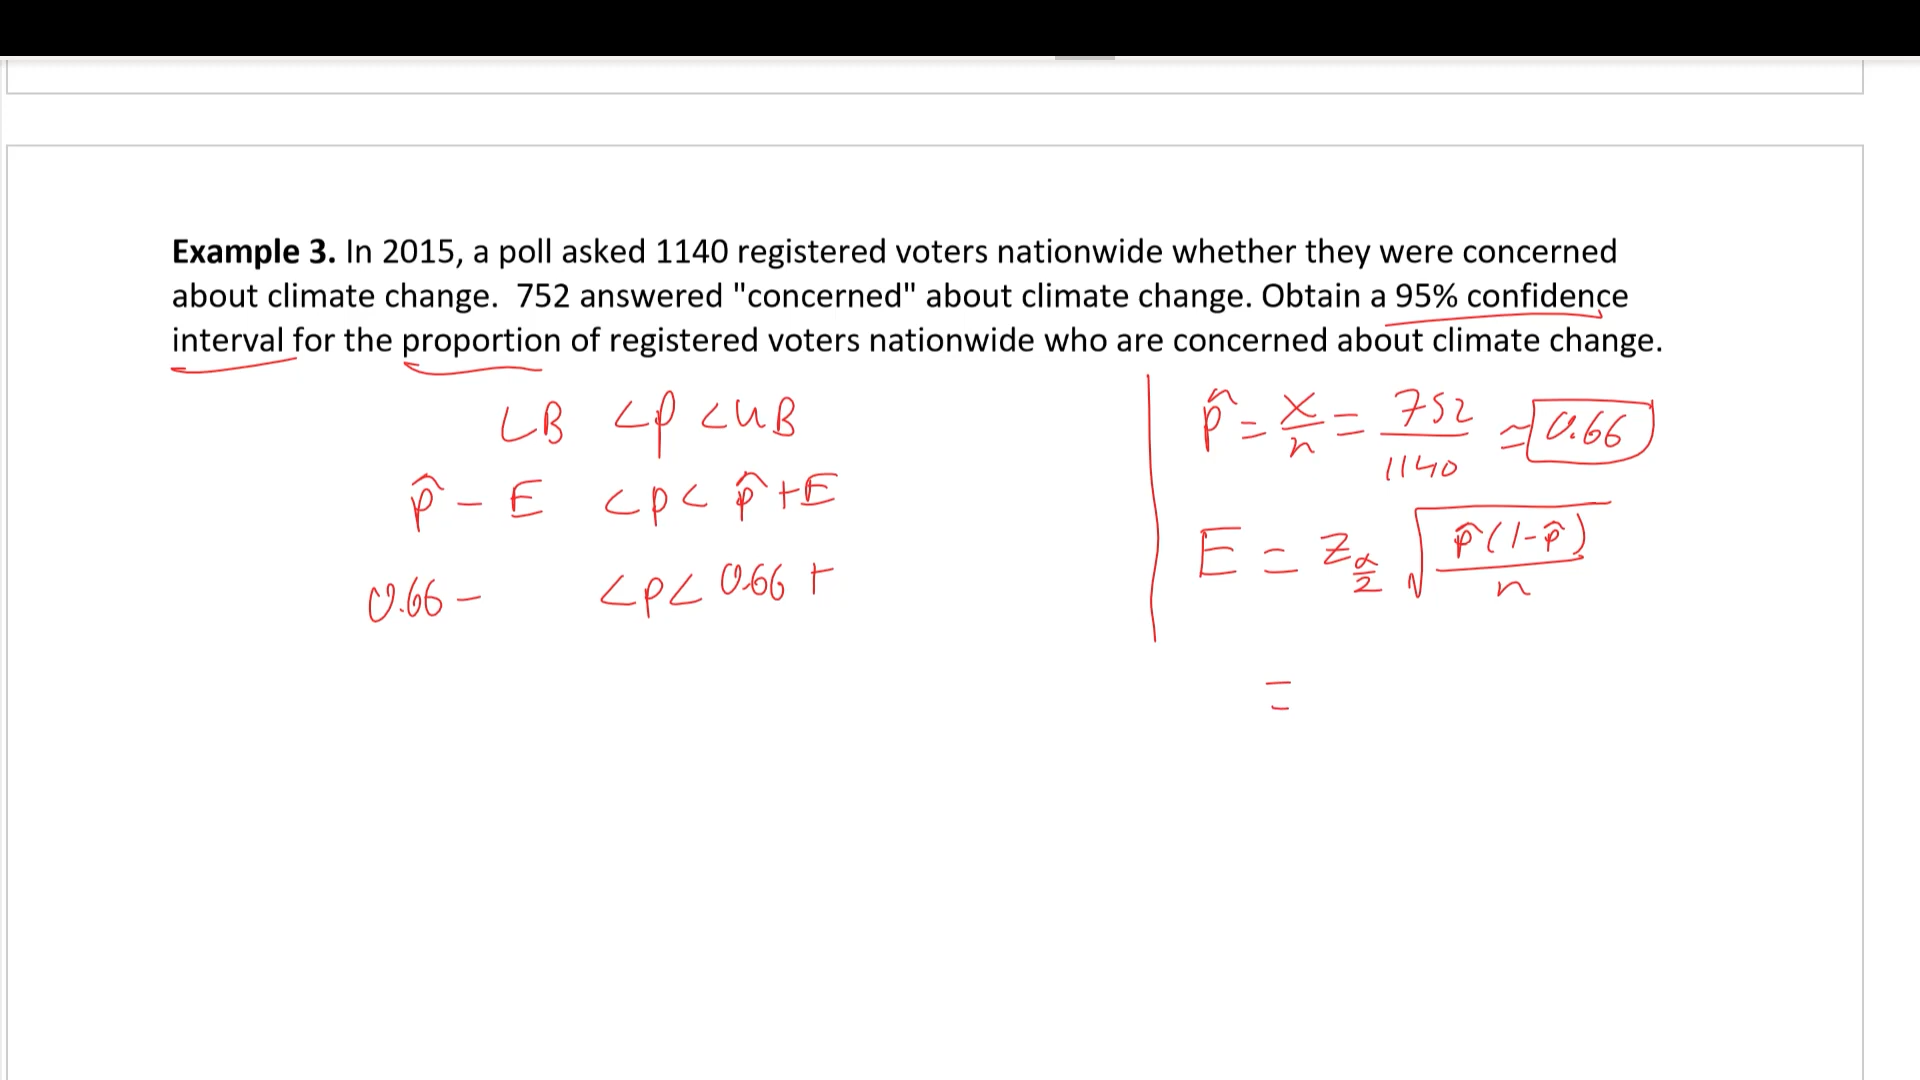 Example 3. In 2015, a poll asked 1140 registered voters nationwide whether they were concerned
about climate change.  752 answered "concerned" about climate change. Obtain a 95% confidence
interval for the proportion of registered voters nationwide who are concerned about climate change.
LB < p < UB
p̂ - E < p < p̂ + E
0.66 - < p < 0.66 +
p̂ = x/n = 752/1140 ≈ 0.66
E = z_(α/2) √(p̂(1-p̂)/n)
=